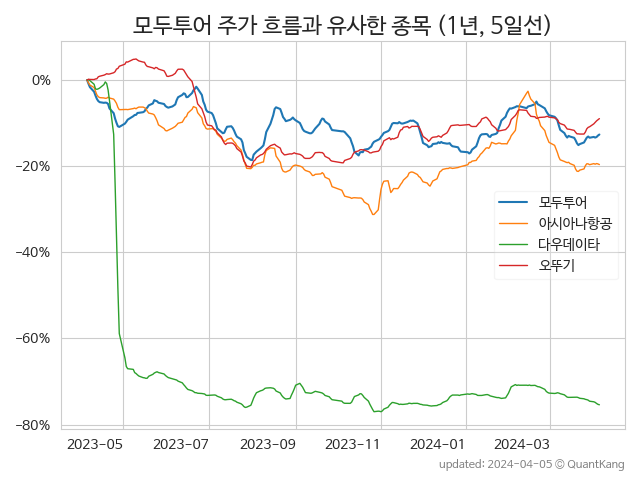 모두투어 주가 흐름과 유사한 종목 (1년, 5일선)
0%
−20%
−40%
−60%
−80%
모두투어
아시아나항공
다우데이타
오뚜기
2023−05
2023−07
2023−09
2023−11
2024−01
2024−03
updated: 2024-04-05 © QuantKang